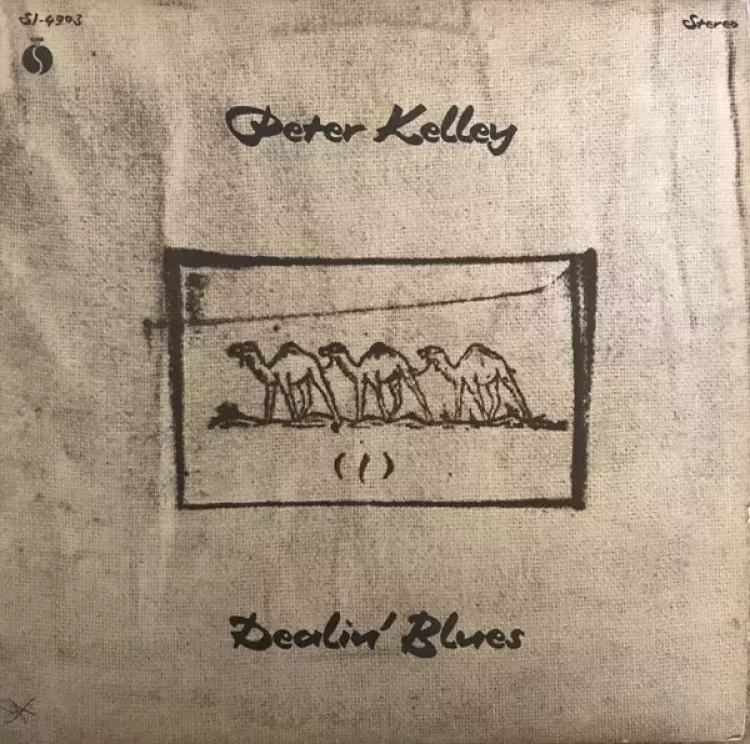 SI-4903
Stereo
Peter Kelley
( / )
Dealin' Blues